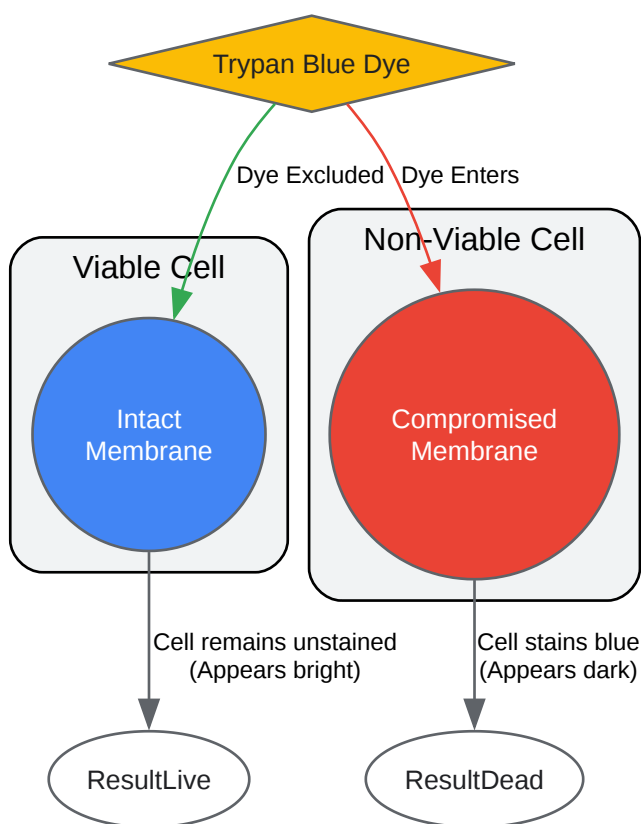 Trypan Blue Dye
Dye Excluded
Dye Enters
Viable Cell
Non-Viable Cell
Intact
Membrane
Compromised
Membrane
Cell remains unstained
(Appears bright)
Cell stains blue
(Appears dark)
ResultLive
ResultDead